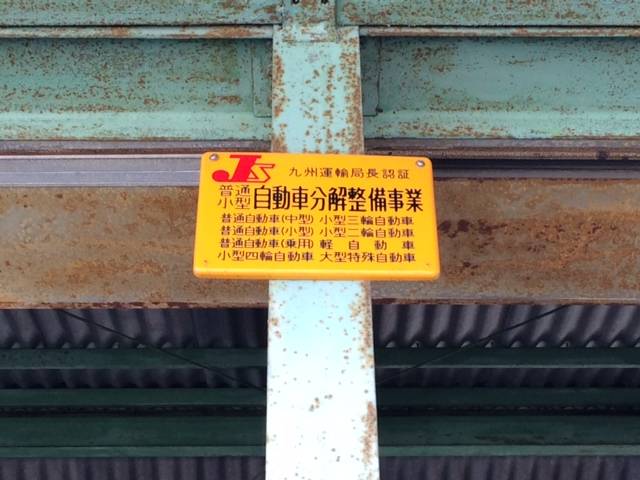 JS 九州運輸局長認証
普通
小型 自動車分解整備事業
普通自動車(中型) 小型三輪自動車
普通自動車(小型) 小型二輪自動車
普通自動車(乗用) 軽自動車
小型四輪自動車 大型特殊自動車